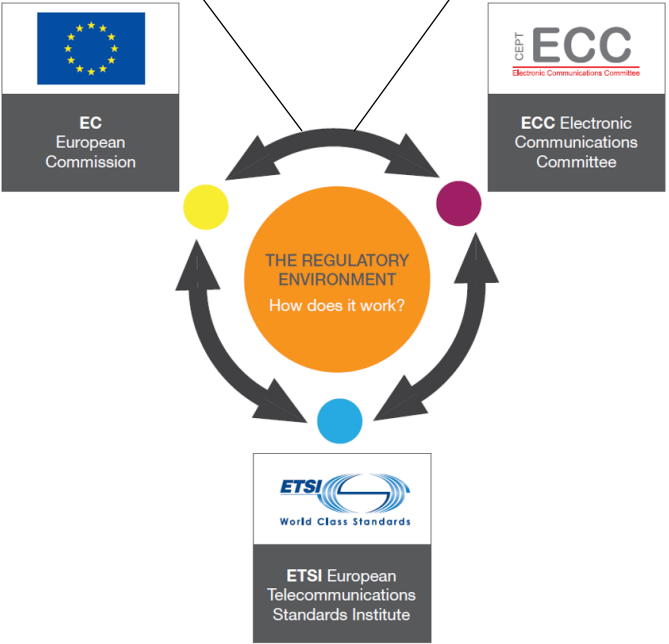 EC
European
Commission
CEPT
ECC
Electronic Communications Committee
ECC Electronic
Communications
Committee
THE REGULATORY
ENVIRONMENT
How does it work?
ETSI
World Class Standards
ETSI European
Telecommunications
Standards Institute